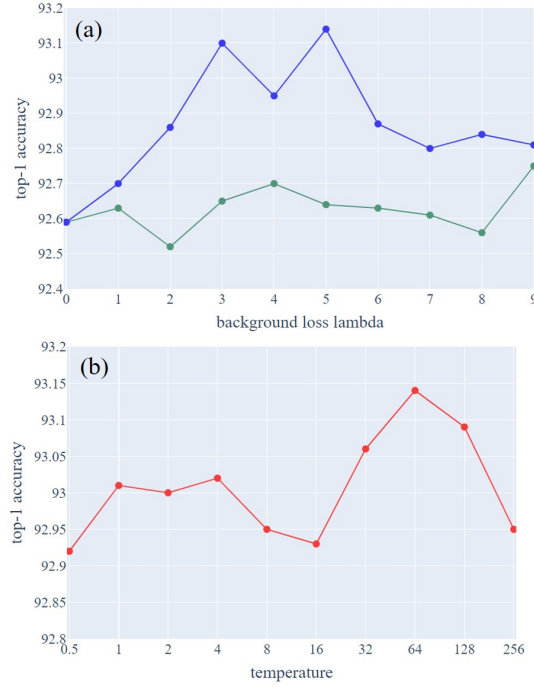 (a)
93.2
93.1
93
92.9
92.8
92.7
92.6
92.5
92.4
top-1 accuracy
0 1 2 3 4 5 6 7 8 9
background loss lambda
(b)
93.2
93.15
93.1
93.05
93
92.95
92.9
92.85
92.8
top-1 accuracy
0.5 1 2 4 8 16 32 64 128 256
temperature